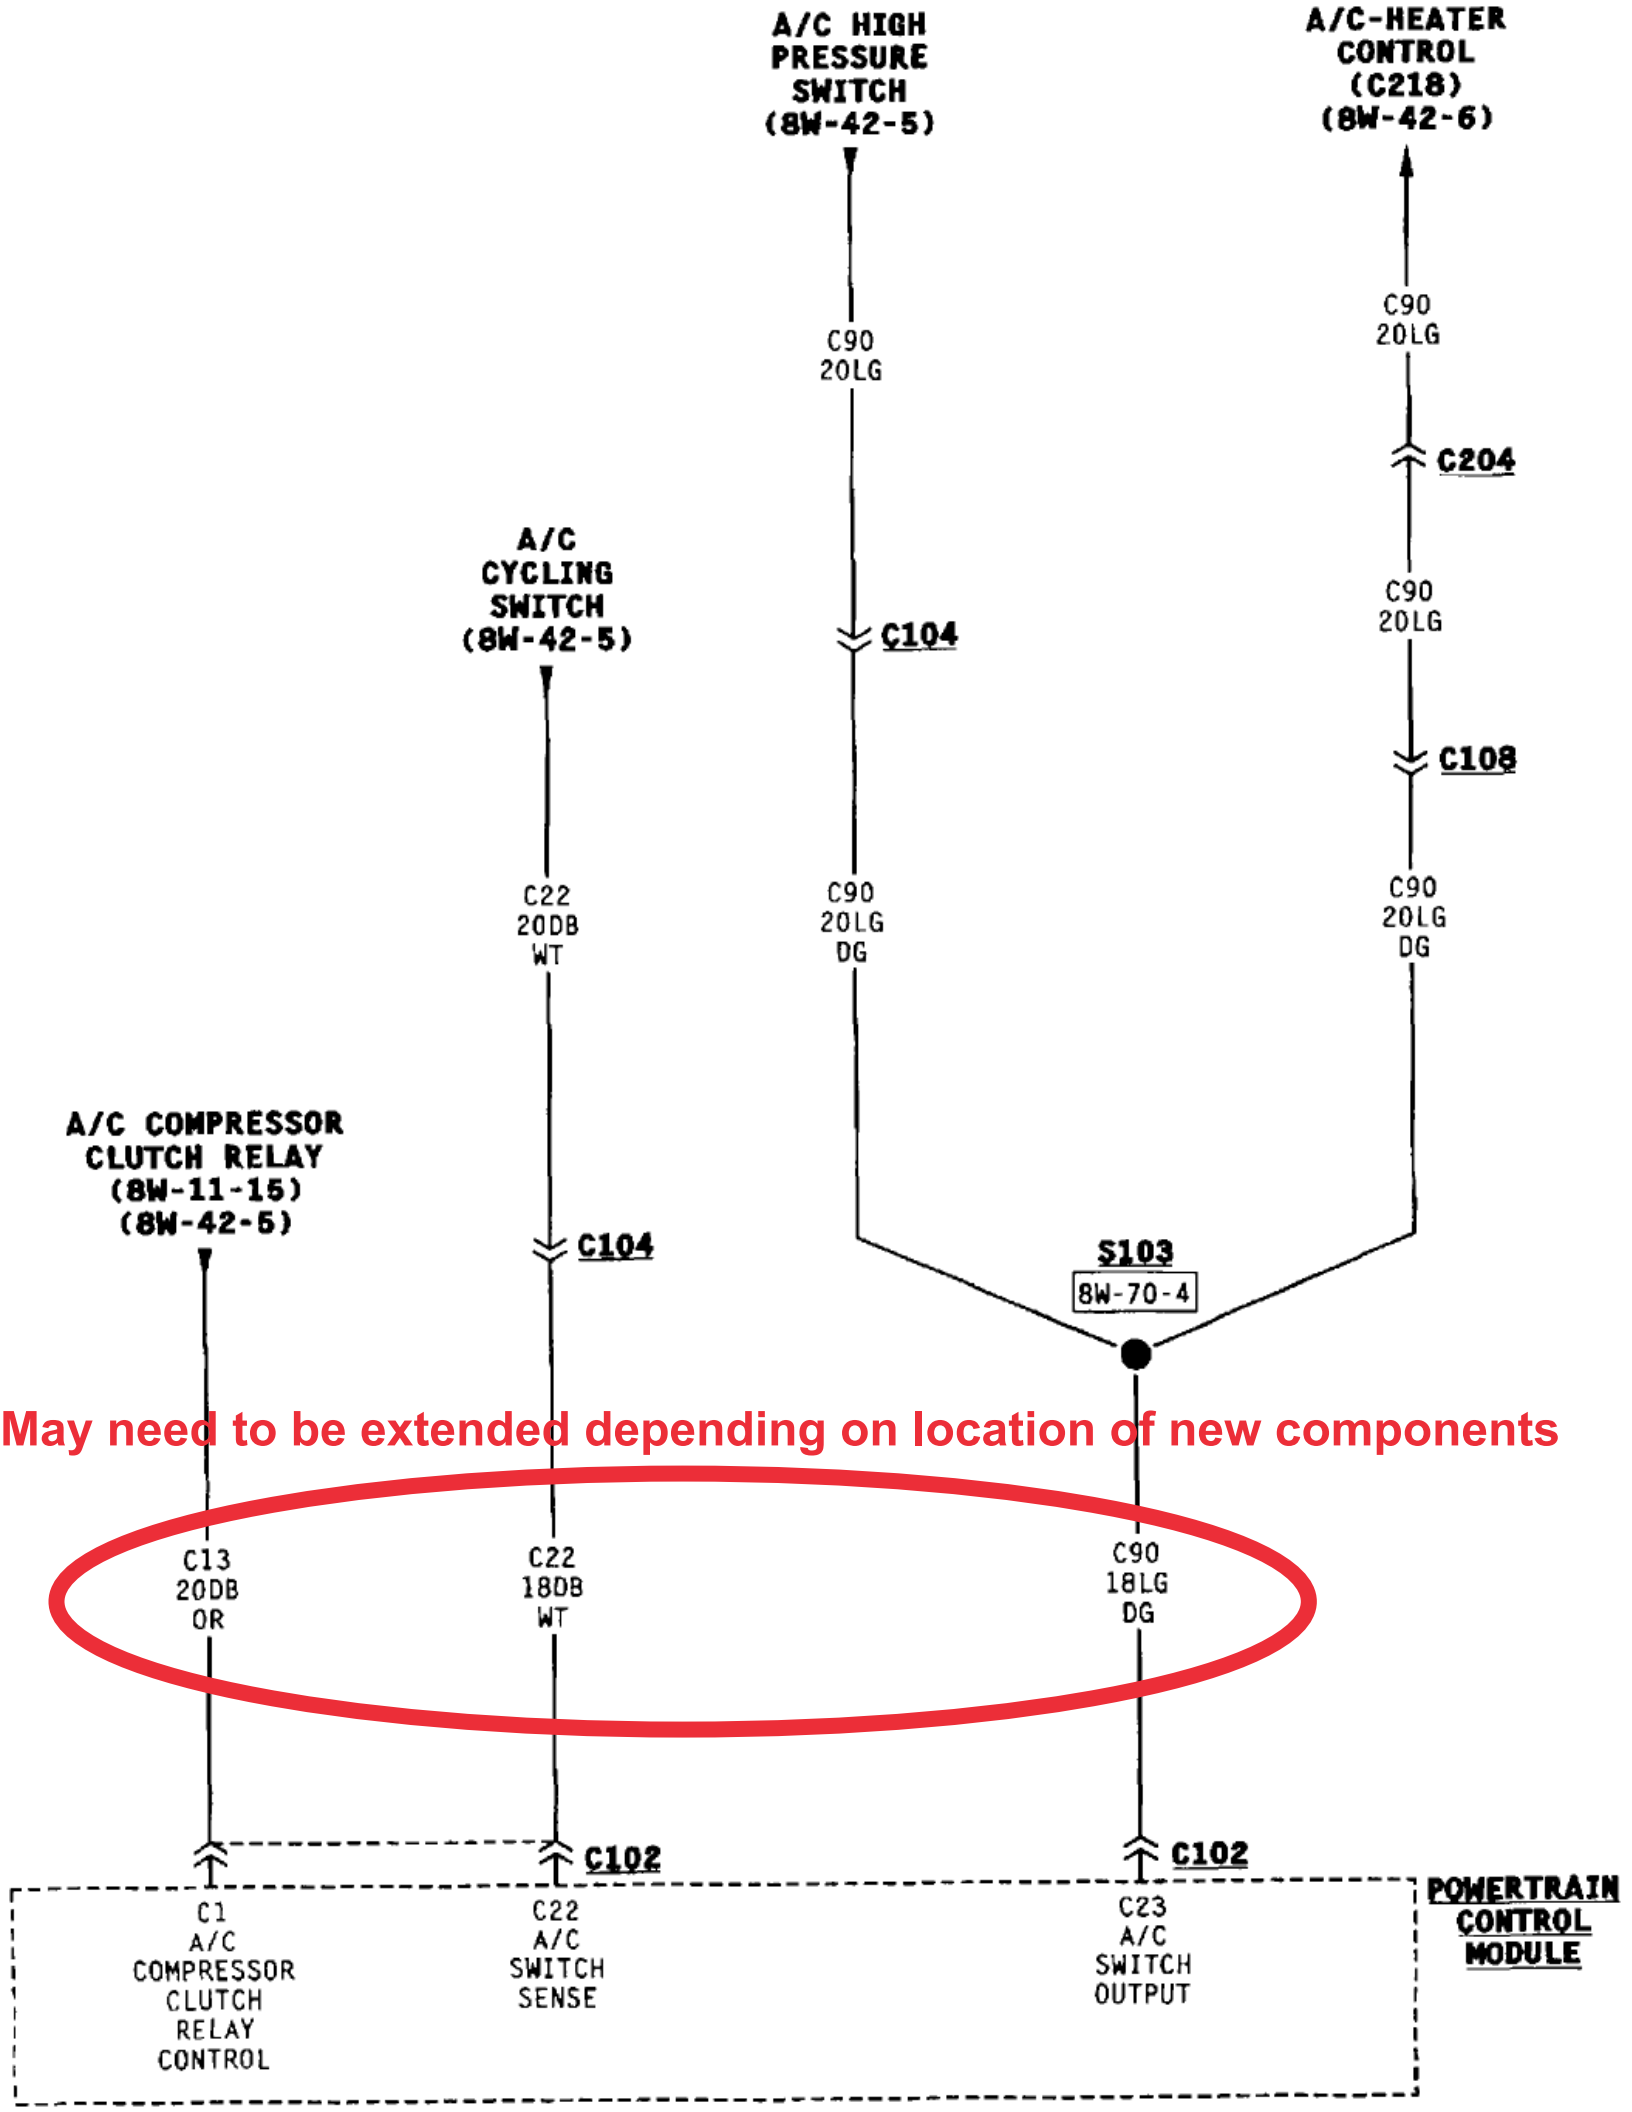 A/C HIGH
PRESSURE
SWITCH
(8W-42-5)
A/C-HEATER
CONTROL
(C218)
(8W-42-6)
C90
20LG
C90
20LG
C204
A/C
CYCLING
SWITCH
(8W-42-5)
C90
20LG
C104
C108
C22
20DB
WT
C90
20LG
DG
C90
20LG
DG
A/C COMPRESSOR
CLUTCH RELAY
(8W-11-15)
(8W-42-5)
C104
S103
8W-70-4
May need to be extended depending on location of new components
C13
20DB
OR
C22
18DB
WT
C90
18LG
DG
C102
C102
POWERTRAIN
CONTROL
MODULE
C1
A/C
COMPRESSOR
CLUTCH
RELAY
CONTROL
C22
A/C
SWITCH
SENSE
C23
A/C
SWITCH
OUTPUT